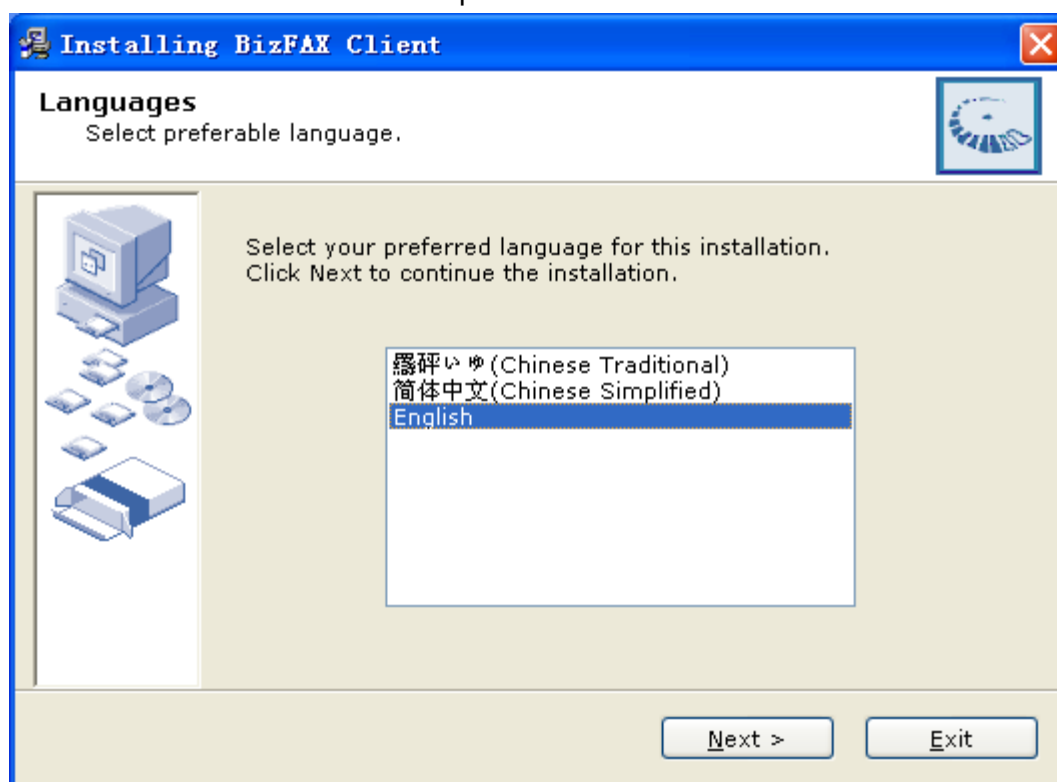 Installing BizFAX Client
Languages
Select preferable language.
Select your preferred language for this installation.
Click Next to continue the installation.
(Chinese Traditional)
简体中文(Chinese Simplified)
English
Next >
Exit